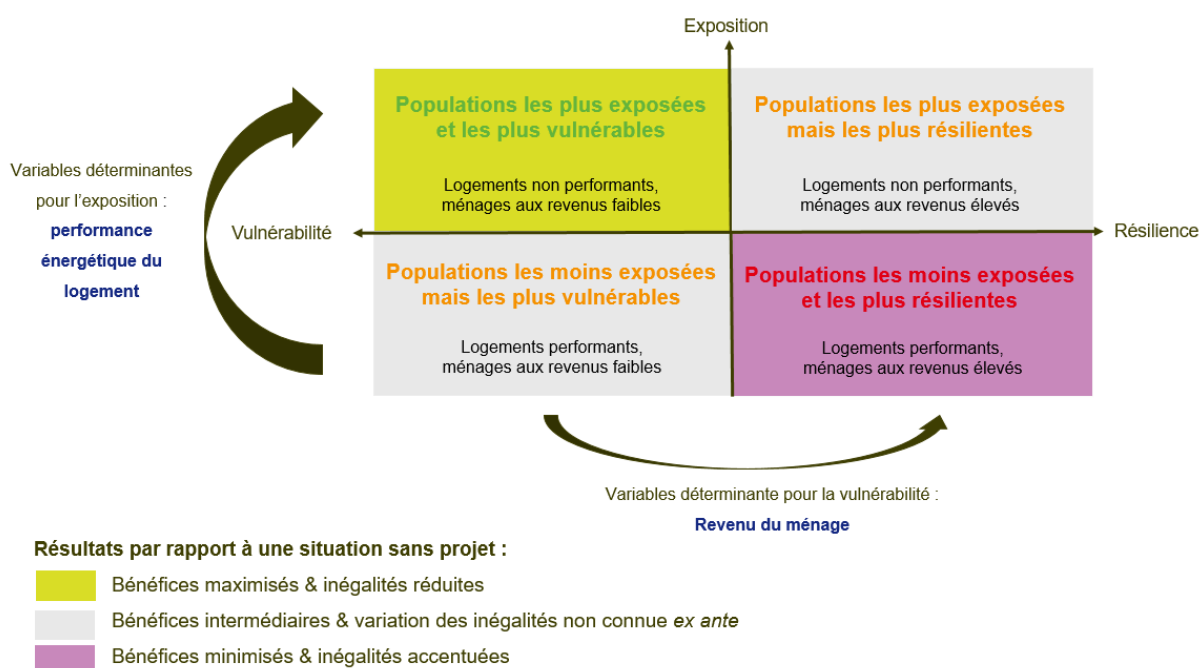 Exposition
Populations les plus exposées
et les plus vulnérables
Logements non performants,
ménages aux revenus faibles
Populations les plus exposées
mais les plus résilientes
Logements non performants,
ménages aux revenus élevés
Variables déterminantes
pour l'exposition :
performance
énergétique du
logement
Vulnérabilité
Résilience
Populations les moins exposées
mais les plus vulnérables
Logements performants,
ménages aux revenus faibles
Populations les moins exposées
et les plus résilientes
Logements performants,
ménages aux revenus élevés
Variables déterminante pour la vulnérabilité :
Revenu du ménage
Résultats par rapport à une situation sans projet :
Bénéfices maximisés & inégalités réduites
Bénéfices intermédiaires & variation des inégalités non connue ex ante
Bénéfices minimisés & inégalités accentuées